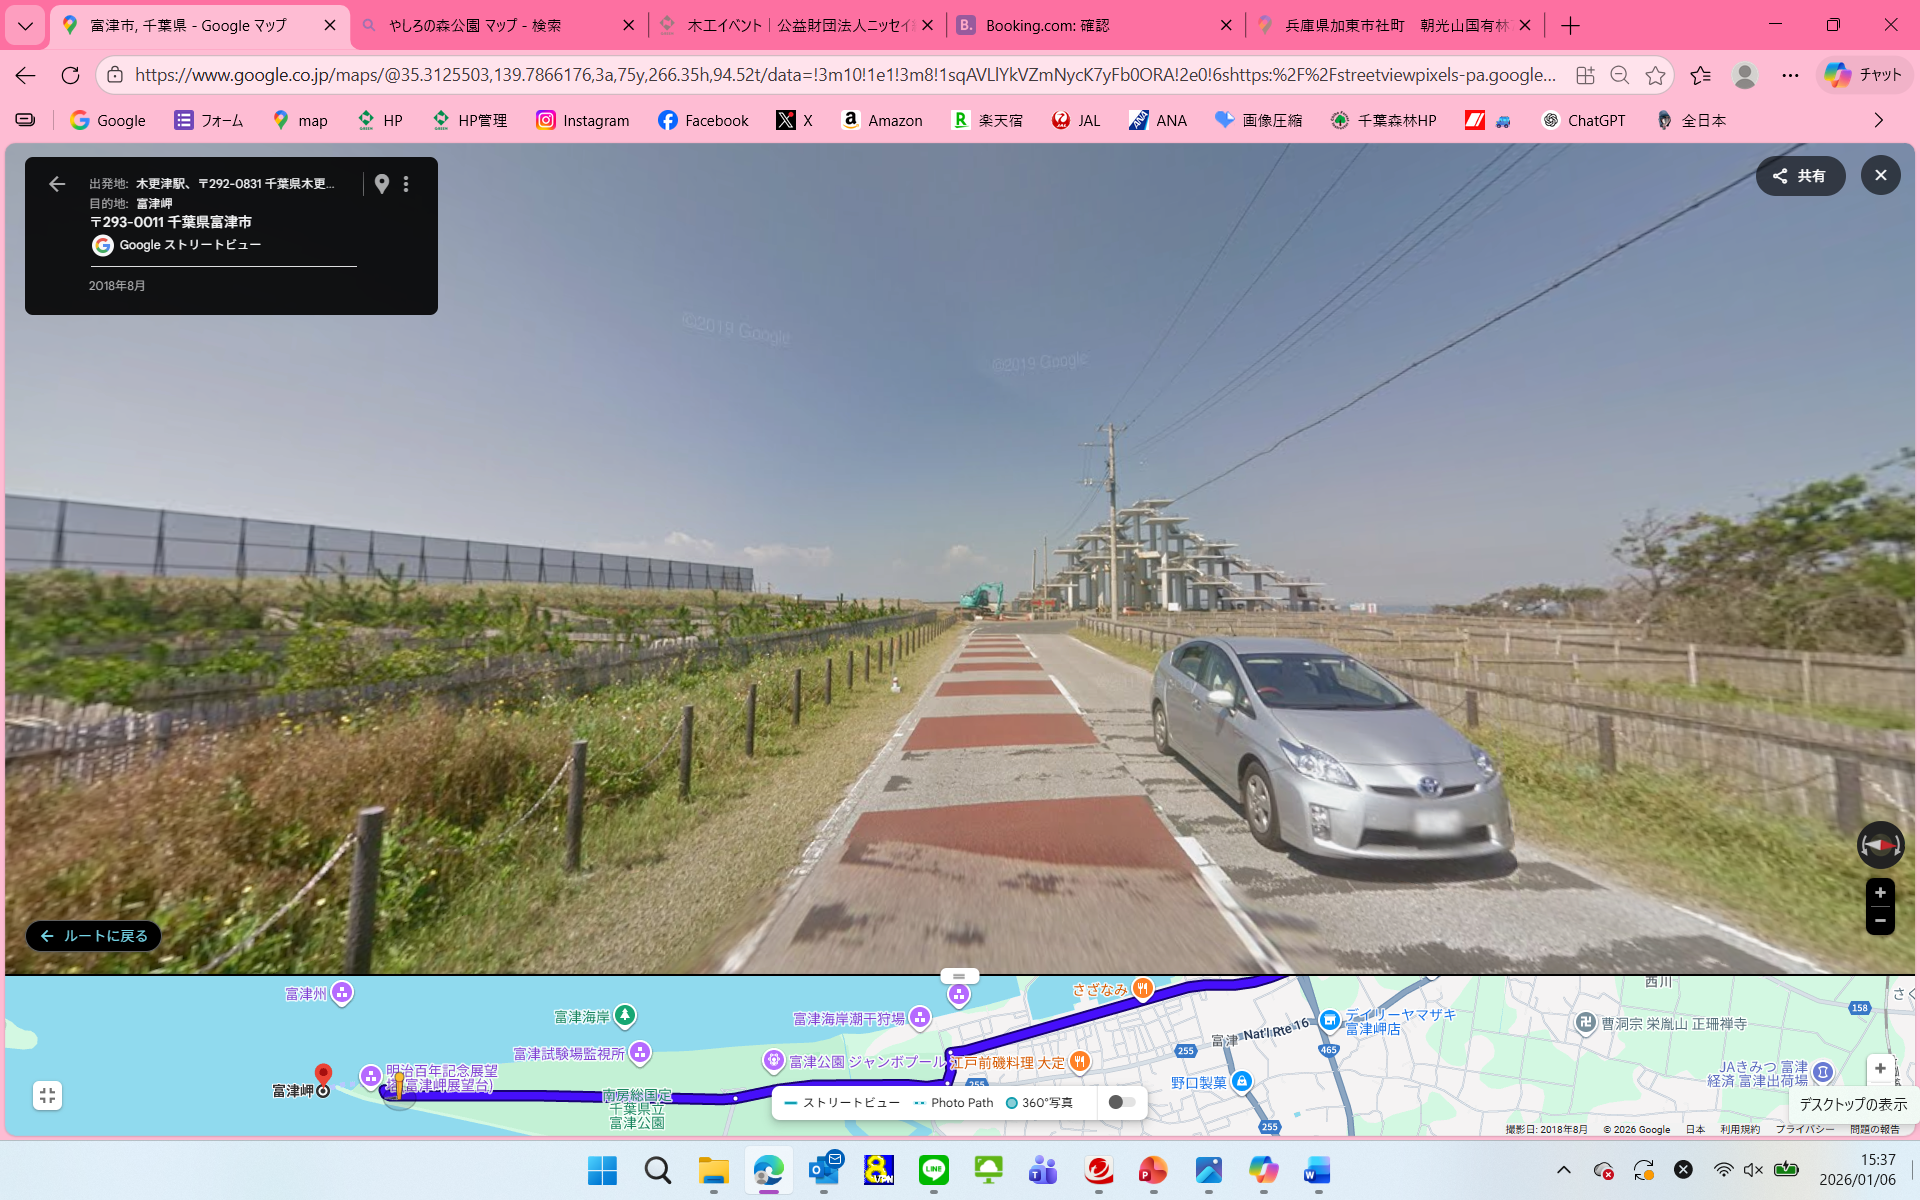 富津市, 千葉県 - Google マップ
やしろの森公園 マップ - 検索
木工イベント｜公益財団法人ニッセイ
Booking.com: 確認
兵庫県加東市社町　朝光山国有林
https://www.google.co.jp/maps/@35.3125503,139.7866176,3a,75y,266.35h,94.52t/data=!3m10!1e1!3m8!1sqAVLlYkVZmNycK7yFb0ORA!2e0!6shttps:%2F%2Fstreetviewpixels-pa.google...
チャット
Google
フォーム
map
HP
HP管理
Instagram
Facebook
X
Amazon
楽天宿
JAL
ANA
画像圧縮
千葉森林HP
ChatGPT
全日本
出発地: 木更津駅、〒292-0831 千葉県木更...
目的地: 富津岬
〒293-0011 千葉県富津市
Google ストリートビュー
2018年8月
共有
©2019 Google
©2019 Google
ルートに戻る
富津州
富津海岸
富津海岸潮干狩場
さざなみ
西川
さ
158
富津試験場監視所
富津公園 ジャンボプール
江戸前磯料理 大定
富津
Nat'l Rte 16
デイリーヤマザキ
富津岬店
曹洞宗 栄胤山 正珊禅寺
255
465
富津岬
明治百年記念展望
塔(富津岬展望台)
南房総国定
千葉県立
富津公園
255
野口製菓
JAきみつ 富津
経済 富津出荷場
ストリートビュー
Photo Path
360°写真
255
デスクトップの表示
撮影日: 2018年8月
© 2026 Google
日本
利用規約
プライバシー
問題の報告
15:37
2026/01/06